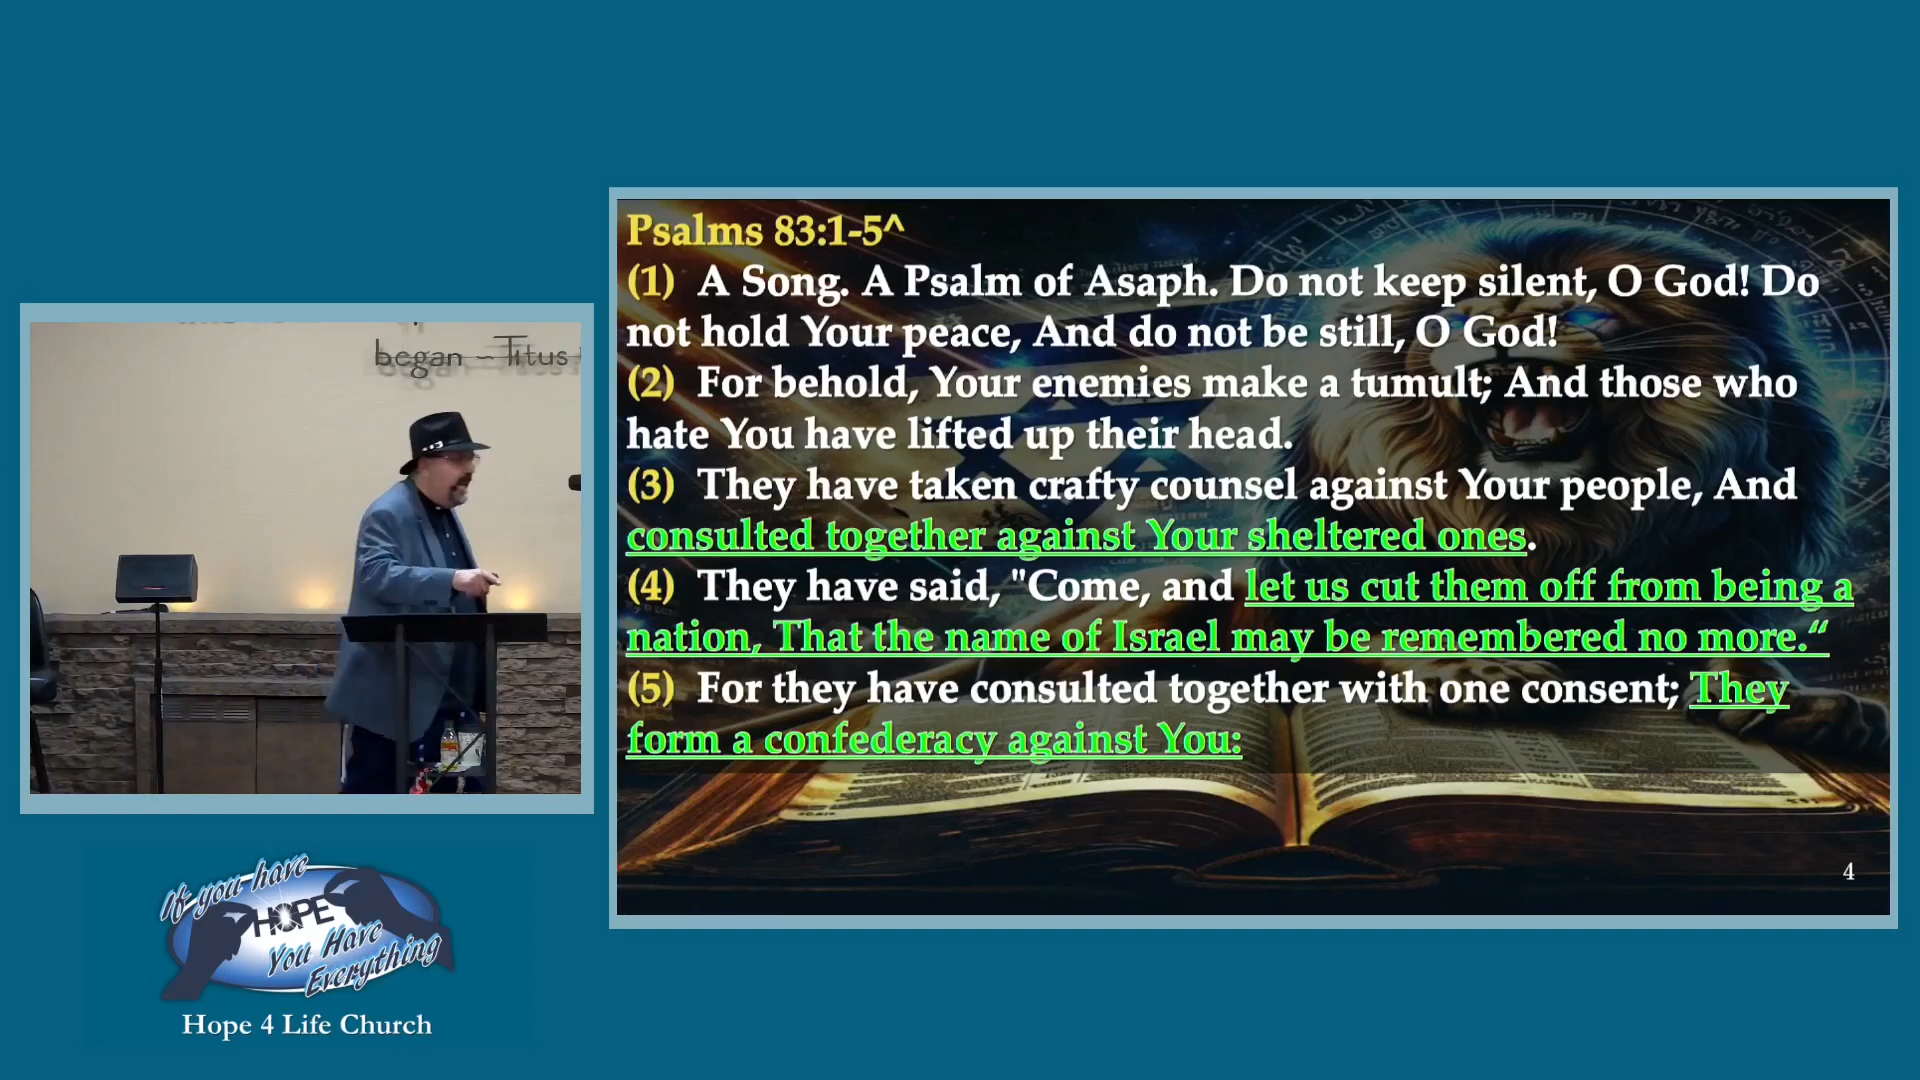 began ~ Titus
If you have
HOPE
You Have
Everything
Hope 4 Life Church
Psalms 83:1-5^
(1) A Song. A Psalm of Asaph. Do not keep silent, O God! Do
not hold Your peace, And do not be still, O God!
(2) For behold, Your enemies make a tumult; And those who
hate You have lifted up their head.
(3) They have taken crafty counsel against Your people, And
consulted together against Your sheltered ones.
(4) They have said, "Come, and let us cut them off from being a
nation, That the name of Israel may be remembered no more.“
(5) For they have consulted together with one consent; They
form a confederacy against You:
4